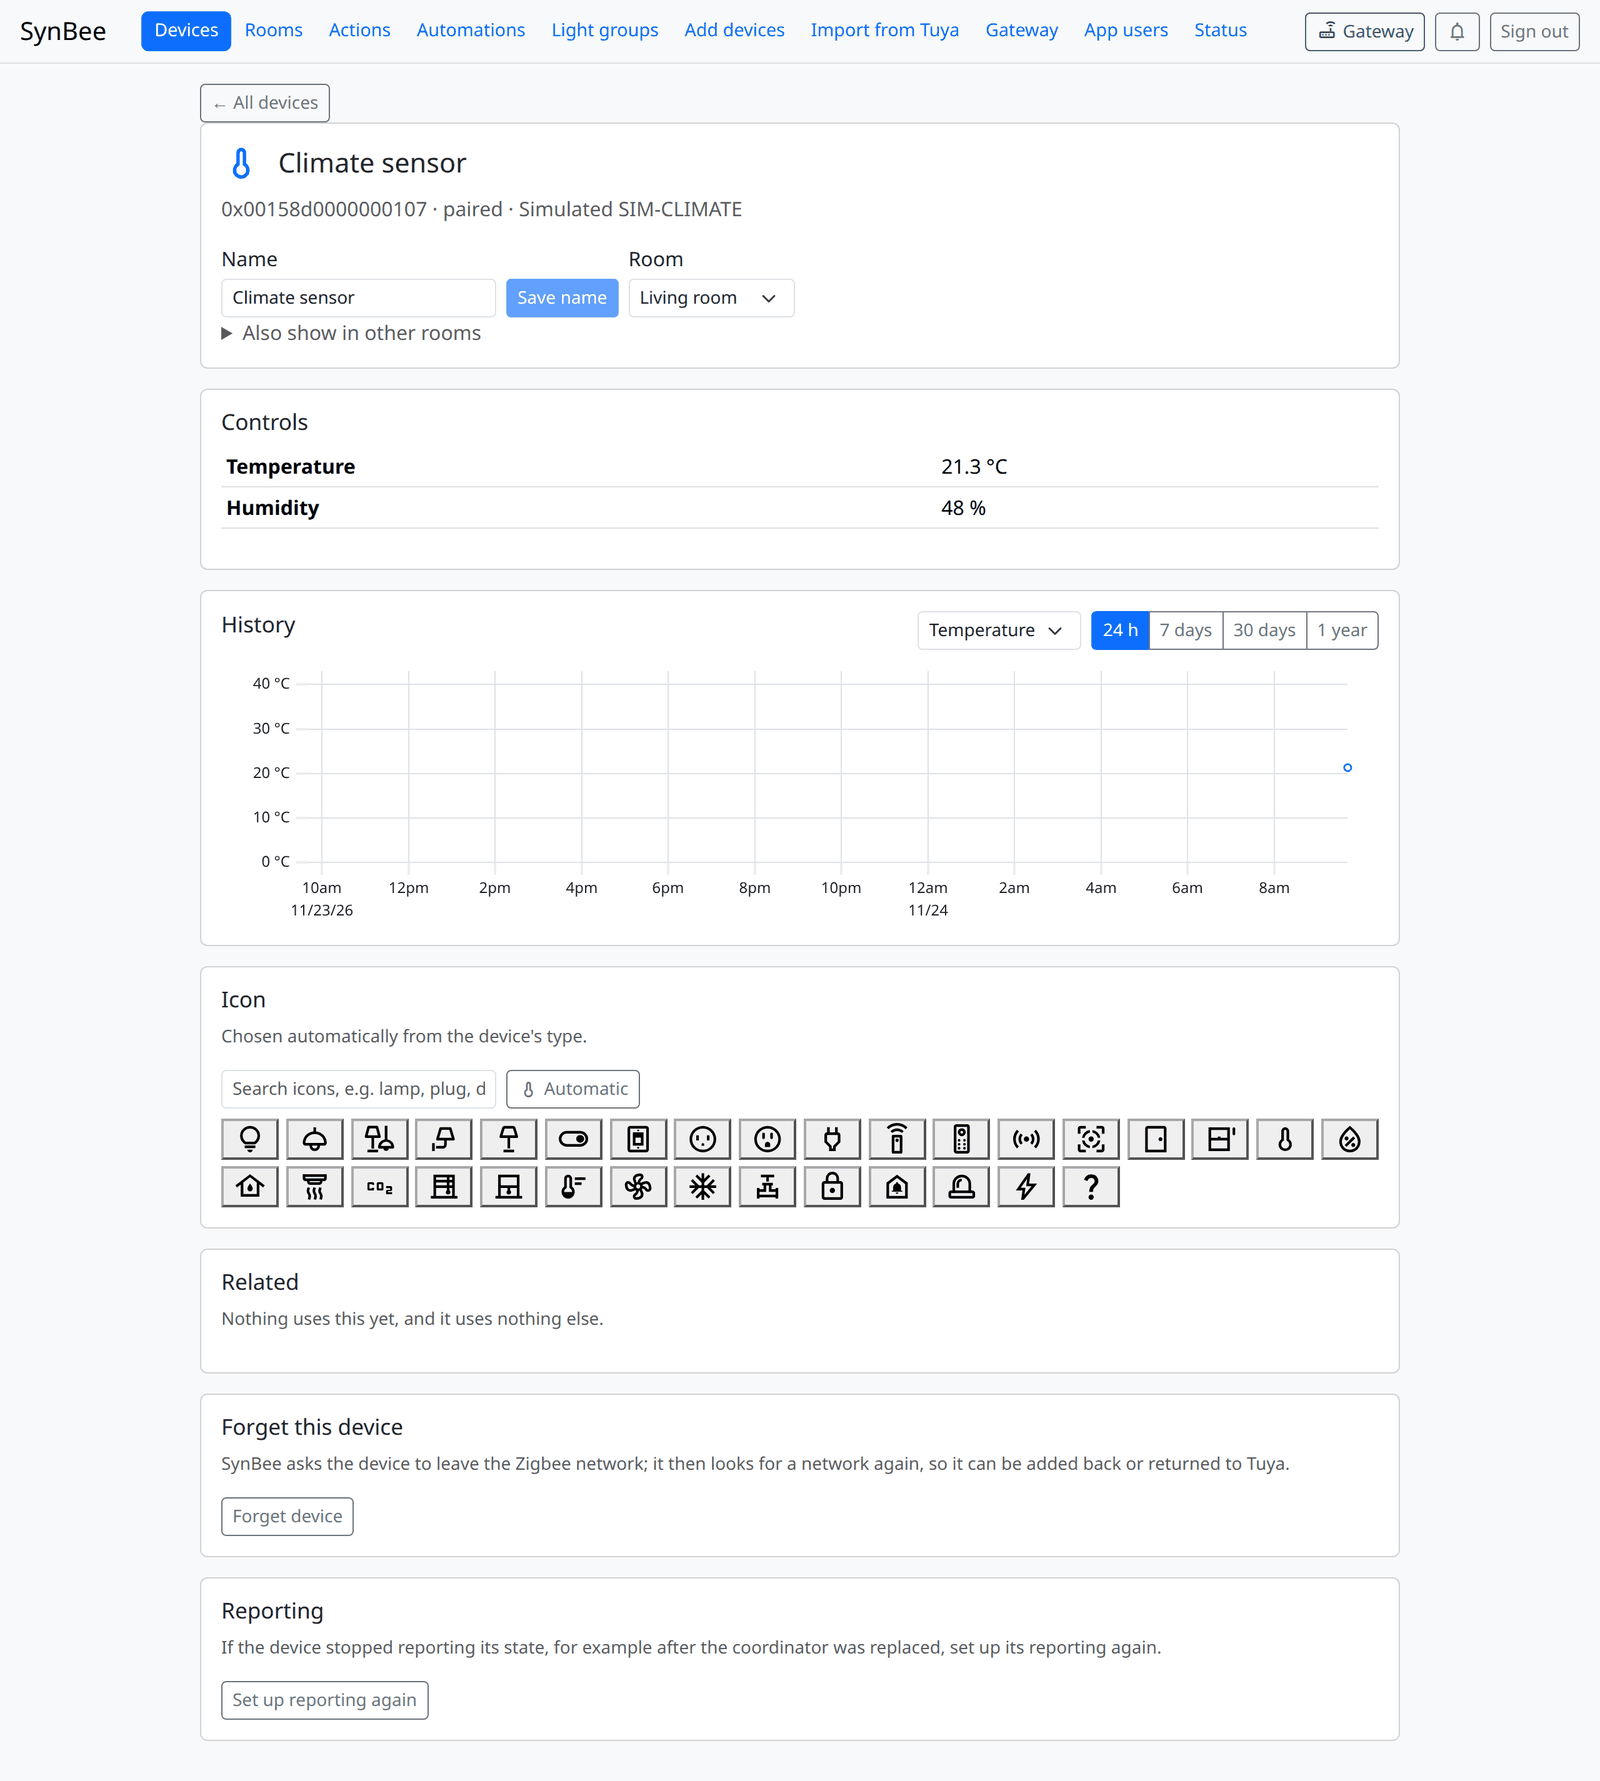 SynBee
Devices
Rooms
Actions
Automations
Light groups
Add devices
Import from Tuya
Gateway
App users
Status
Gateway
Sign out
← All devices
Climate sensor
0x00158d0000000107 · paired · Simulated SIM-CLIMATE
Name
Room
Climate sensor
Save name
Living room
Also show in other rooms
Controls
Temperature
21.3 °C
Humidity
48 %
History
Temperature
24 h
7 days
30 days
1 year
40 °C
30 °C
20 °C
10 °C
0 °C
10am
12pm
2pm
4pm
6pm
8pm
10pm
12am
2am
4am
6am
8am
11/23/26
11/24
Icon
Chosen automatically from the device's type.
Search icons, e.g. lamp, plug, d
Automatic
CO2
Related
Nothing uses this yet, and it uses nothing else.
Forget this device
SynBee asks the device to leave the Zigbee network; it then looks for a network again, so it can be added back or returned to Tuya.
Forget device
Reporting
If the device stopped reporting its state, for example after the coordinator was replaced, set up its reporting again.
Set up reporting again